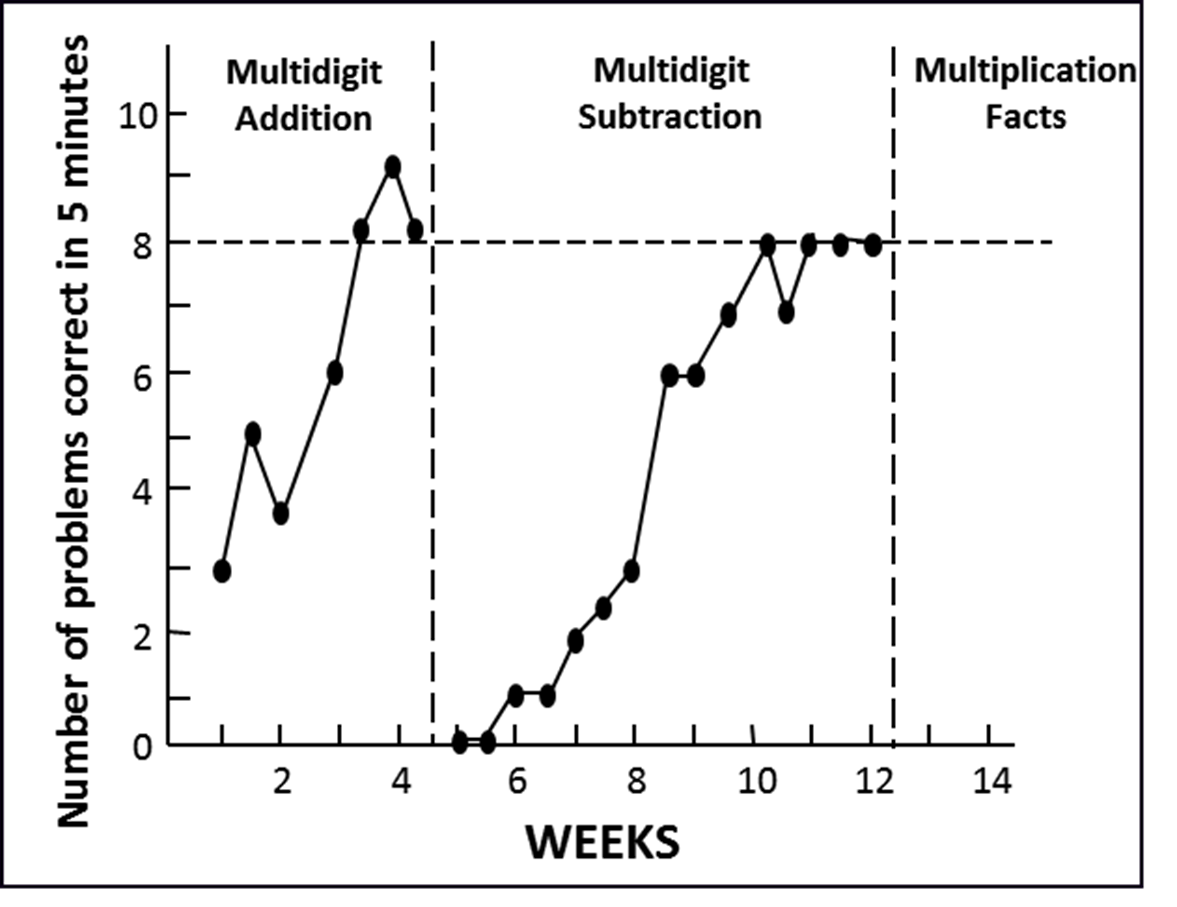 Number of problems correct in 5 minutes
Multidigit
Addition
Multidigit
Subtraction
Multiplication
Facts
10
8
6
4
2
0
2
4
6
8
10
12
14
WEEKS